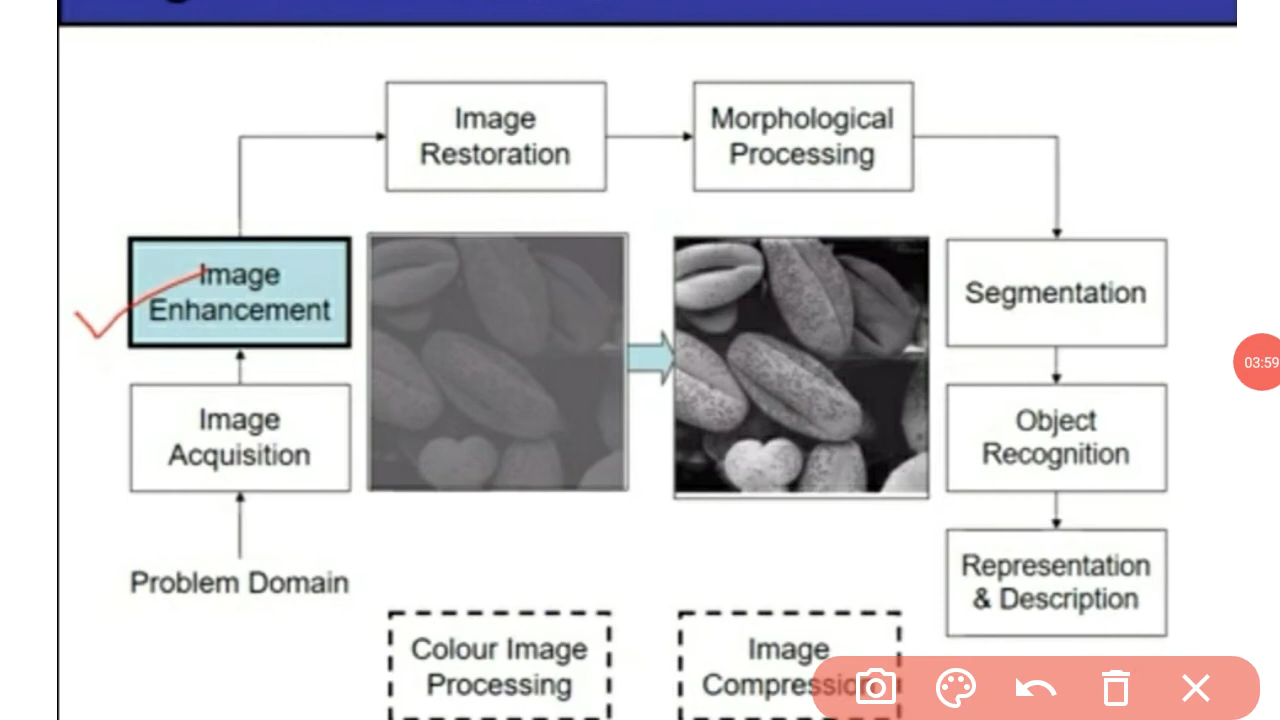 Image
Restoration
Morphological
Processing
Image
Enhancement
Segmentation
Image
Acquisition
Object
Recognition
Problem Domain
Representation
& Description
Colour Image
Processing
Image
Compression
03:59